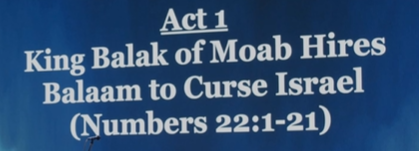 Act 1
King Balak of Moab Hires
Balaam to Curse Israel
(Numbers 22:1-21)